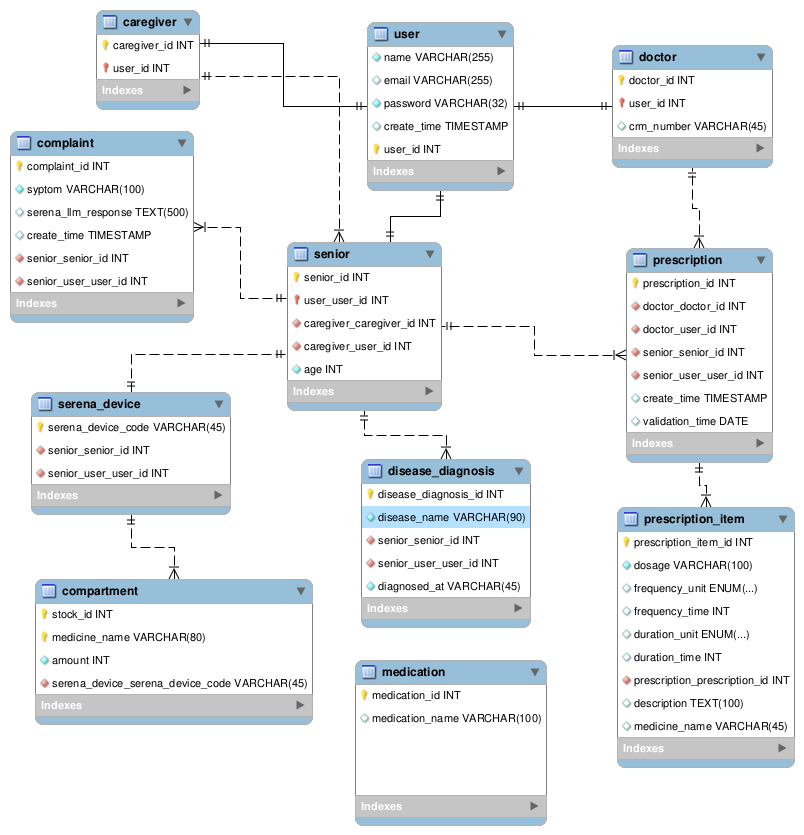 caregiver
caregiver_id INT
user_id INT
Indexes
user
name VARCHAR(255)
email VARCHAR(255)
password VARCHAR(32)
create_time TIMESTAMP
user_id INT
Indexes
doctor
doctor_id INT
user_id INT
crm_number VARCHAR(45)
Indexes
complaint
complaint_id INT
syptom VARCHAR(100)
serena_llm_response TEXT(500)
create_time TIMESTAMP
senior_senior_id INT
senior_user_user_id INT
Indexes
senior
senior_id INT
user_user_id INT
caregiver_caregiver_id INT
caregiver_user_id INT
age INT
Indexes
prescription
prescription_id INT
doctor_doctor_id INT
doctor_user_id INT
senior_senior_id INT
senior_user_user_id INT
create_time TIMESTAMP
validation_time DATE
Indexes
serena_device
serena_device_code VARCHAR(45)
senior_senior_id INT
senior_user_user_id INT
Indexes
disease_diagnosis
disease_diagnosis_id INT
disease_name VARCHAR(90)
senior_senior_id INT
senior_user_user_id INT
diagnosed_at VARCHAR(45)
Indexes
prescription_item
prescription_item_id INT
dosage VARCHAR(100)
frequency_unit ENUM(...)
frequency_time INT
duration_unit ENUM(...)
duration_time INT
prescription_prescription_id INT
description TEXT(100)
medicine_name VARCHAR(45)
Indexes
compartment
stock_id INT
medicine_name VARCHAR(80)
amount INT
serena_device_serena_device_code VARCHAR(45)
Indexes
medication
medication_id INT
medication_name VARCHAR(100)
Indexes